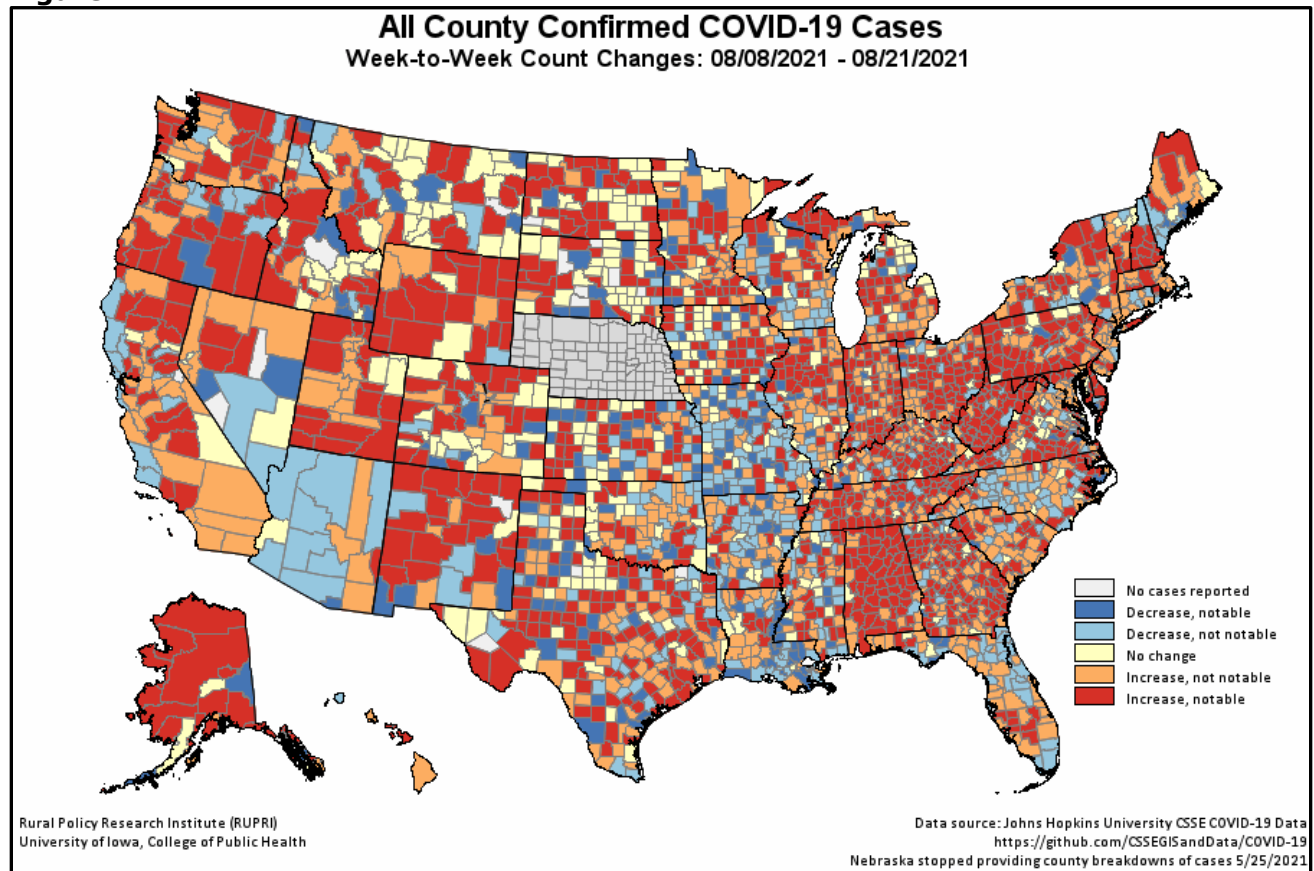 All County Confirmed COVID-19 Cases
Week-to-Week Count Changes: 08/08/2021 - 08/21/2021
No cases reported
Decrease, notable
Decrease, not notable
No change
Increase, not notable
Increase, notable
Rural Policy Research Institute (RUPRI)
University of Iowa, College of Public Health
Data source: Johns Hopkins University CSSE COVID-19 Data
https://github.com/CSSEGISandData/COVID-19
Nebraska stopped providing county breakdowns of cases 5/25/2021